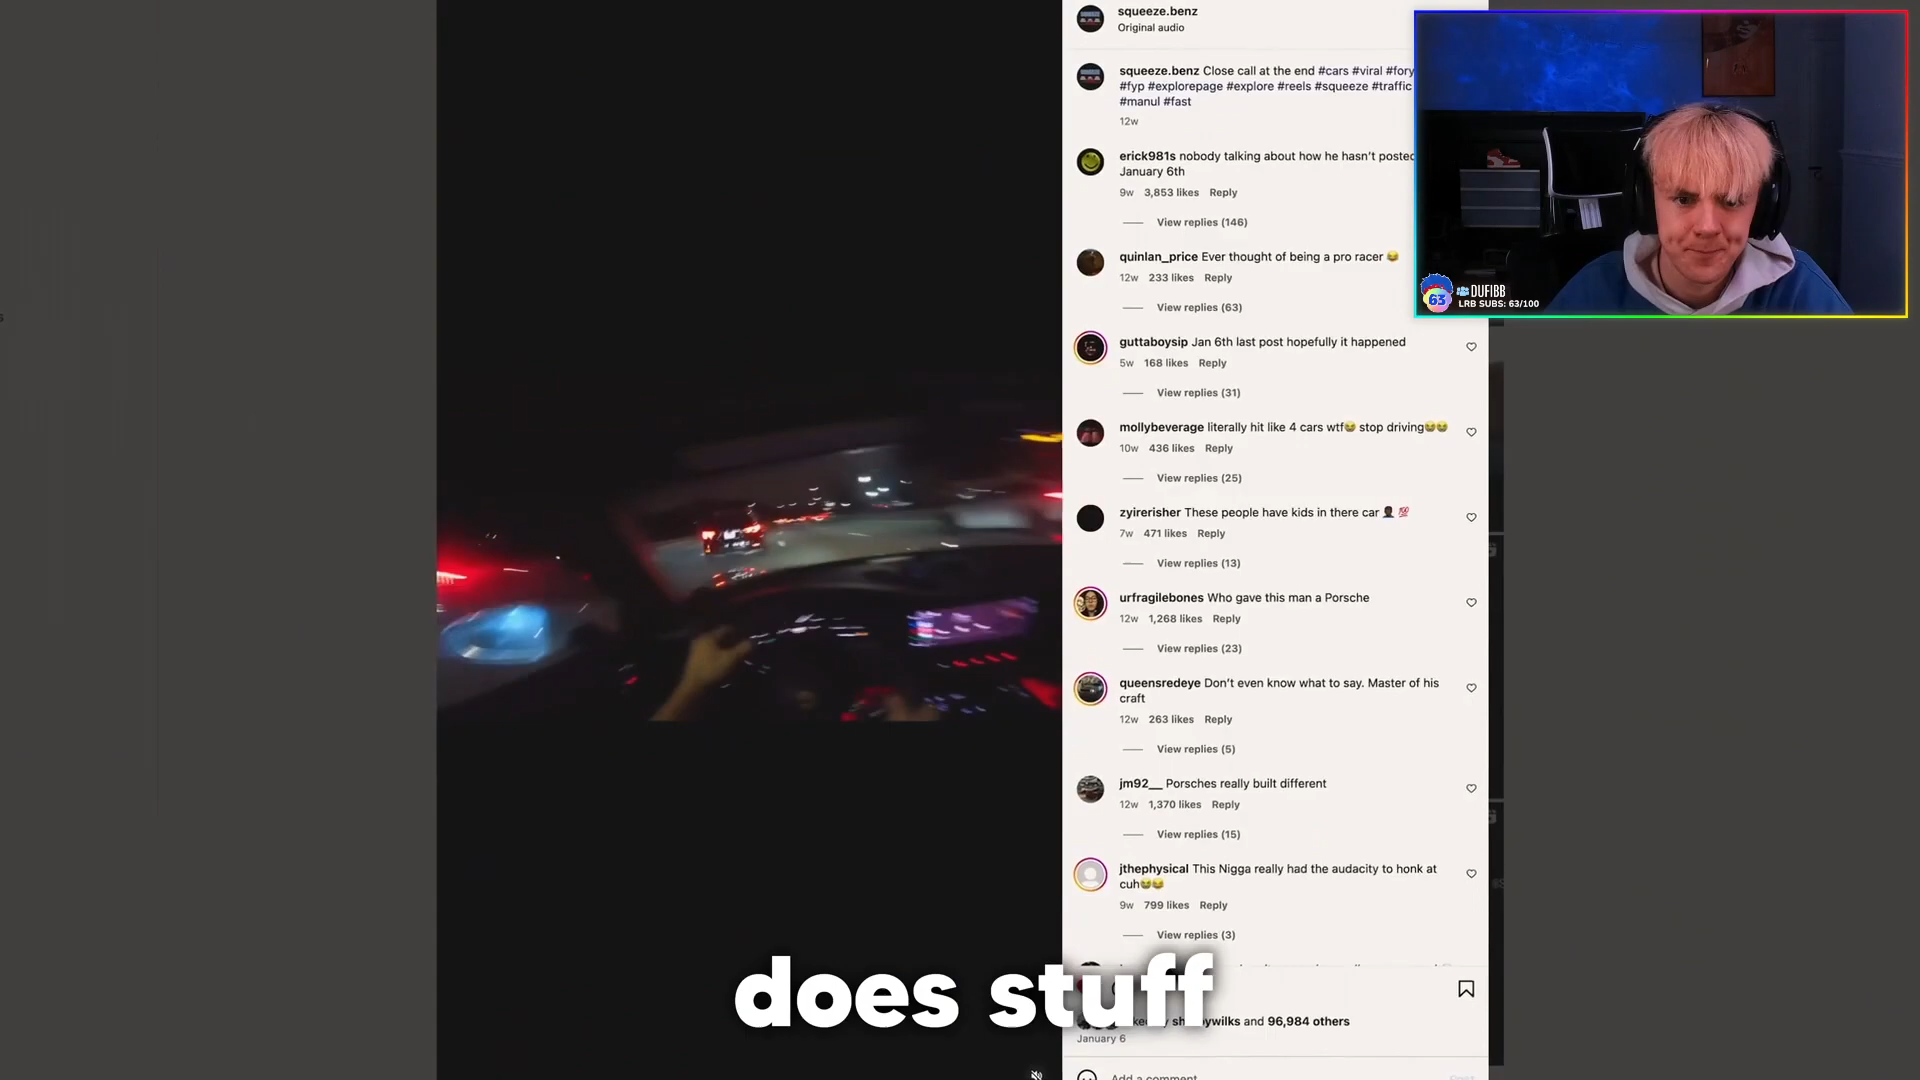 squeeze.benz
Original audio
squeeze.benz Close call at the end #cars #viral #fory
#fyp #explorepage #explore #reels #squeeze #traffic
#manul #fast
12w
erick981s nobody talking about how he hasn't posted
January 6th
9w 3,853 likes Reply
View replies (146)
quinlan_price Ever thought of being a pro racer 😂
12w 233 likes Reply
View replies (63)
guttaboysip Jan 6th last post hopefully it happened
5w 168 likes Reply
View replies (31)
mollybeverage literally hit like 4 cars wtf😭 stop driving😭😭
10w 436 likes Reply
View replies (25)
zyirerisher These people have kids in there car 🤦🏿‍♂️ 💯
7w 471 likes Reply
View replies (13)
urfragilebones Who gave this man a Porsche
12w 1,268 likes Reply
View replies (23)
queensredeye Don't even know what to say. Master of his
craft
12w 263 likes Reply
View replies (5)
jm92__ Porsches really built different
12w 1,370 likes Reply
View replies (15)
jthephysical This Nigga really had the audacity to honk at
cuh😭😂
9w 799 likes Reply
View replies (3)
and 96,984 others
January 6
Add a comment
63
DUFIBB
LRB SUBS: 63/100
does stuff